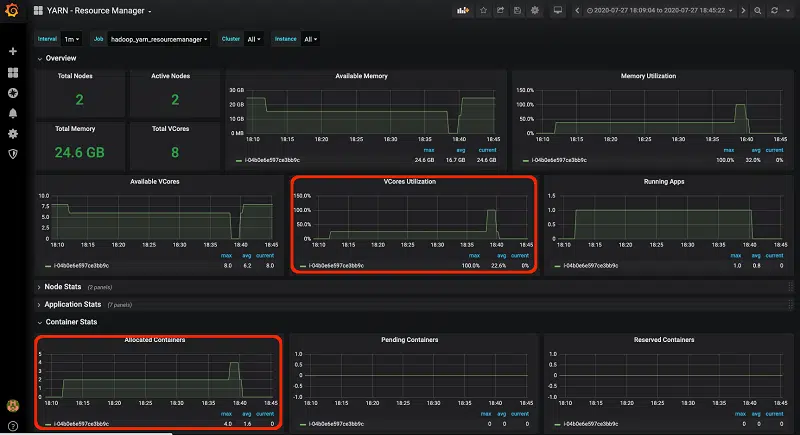 YARN - Resource Manager
2020-07-27 18:09:04 to 2020-07-27 18:45:22
Interval 1m Job hadoop_yarn_resourcemanager Cluster All Instance All
Overview
Total Nodes
2
Active Nodes
2
Total Memory
24.6 GB
Total VCores
8
Available Memory
30 GB
20 GB
10 GB
0 MB
18:10 18:15 18:20 18:25 18:30 18:35 18:40 18:45
max avg current
i-04b0e6e597ce3bb9c 24.6 GB 16.7 GB 24.6 GB
Memory Utilization
150.0%
100.0%
50.0%
0%
18:10 18:15 18:20 18:25 18:30 18:35 18:40 18:45
max avg current
i-04b0e6e597ce3bb9c 100.0% 32.0% 0%
Available VCores
10.0
7.5
5.0
2.5
0
18:10 18:15 18:20 18:25 18:30 18:35 18:40 18:45
max avg current
i-04b0e6e597ce3bb9c 8.0 6.2 8.0
VCores Utilization
150.0%
100.0%
50.0%
0%
18:10 18:15 18:20 18:25 18:30 18:35 18:40 18:45
max avg current
i-04b0e6e597ce3bb9c 100.0% 22.6% 0%
Running Apps
1.5
1.0
0.5
0
18:10 18:15 18:20 18:25 18:30 18:35 18:40 18:45
max avg current
i-04b0e6e597ce3bb9c 1.0 0.8 0
Node Stats (2 panels)
Application Stats (7 panels)
Container Stats
Allocated Containers
5
4
3
2
1
0
18:10 18:15 18:20 18:25 18:30 18:35 18:40 18:45
max avg current
i-04b0e6e597ce3bb9c 4.0 1.6 0
Pending Containers
1.0
0.5
0
-0.5
-1.0
18:10 18:15 18:20 18:25 18:30 18:35 18:40 18:45
max avg current
i-04b0e6e597ce3bb9c 0 0 0
Reserved Containers
1.0
0.5
0
-0.5
-1.0
18:10 18:15 18:20 18:25 18:30 18:35 18:40 18:45
max avg current
i-04b0e6e597ce3bb9c 0 0 0